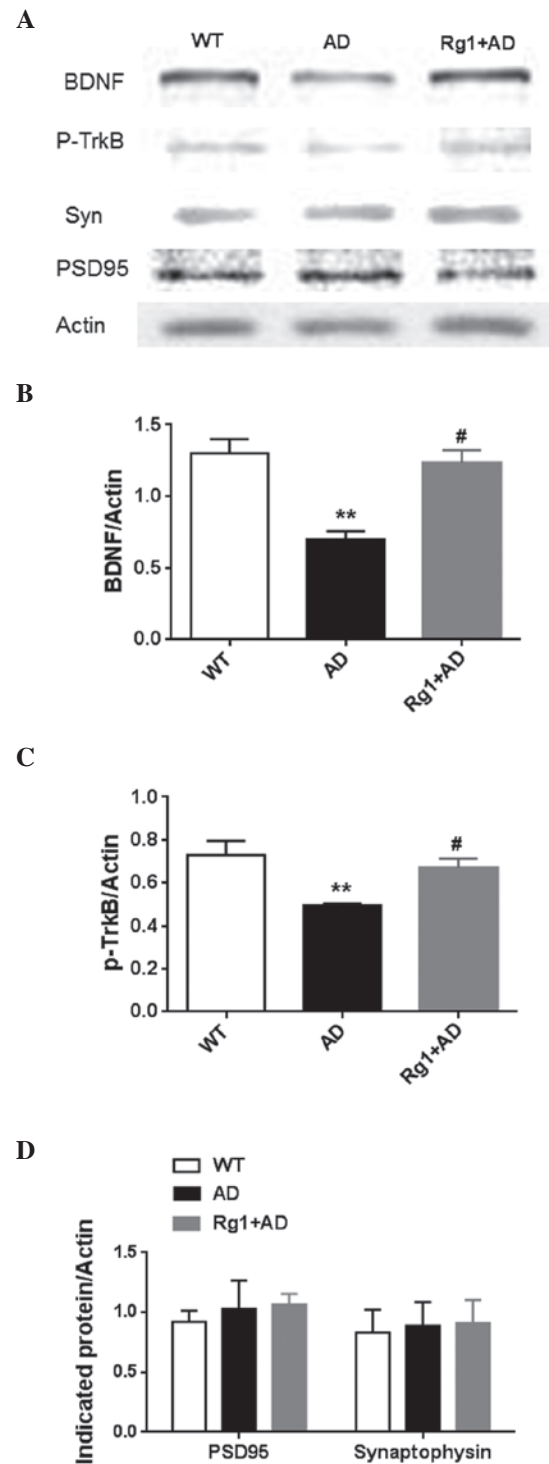 A
WT AD Rg1+AD
BDNF
P-TrkB
Syn
PSD95
Actin
B
BDNF/Actin
1.5
1.0
0.5
0.0
**
#
WT AD Rg1+AD
C
p-TrkB/Actin
1.0
0.8
0.6
0.4
0.2
0.0
**
#
WT AD Rg1+AD
D
WT
AD
Rg1+AD
Indicated protein/Actin
1.5
1.0
0.5
0.0
PSD95 Synaptophysin